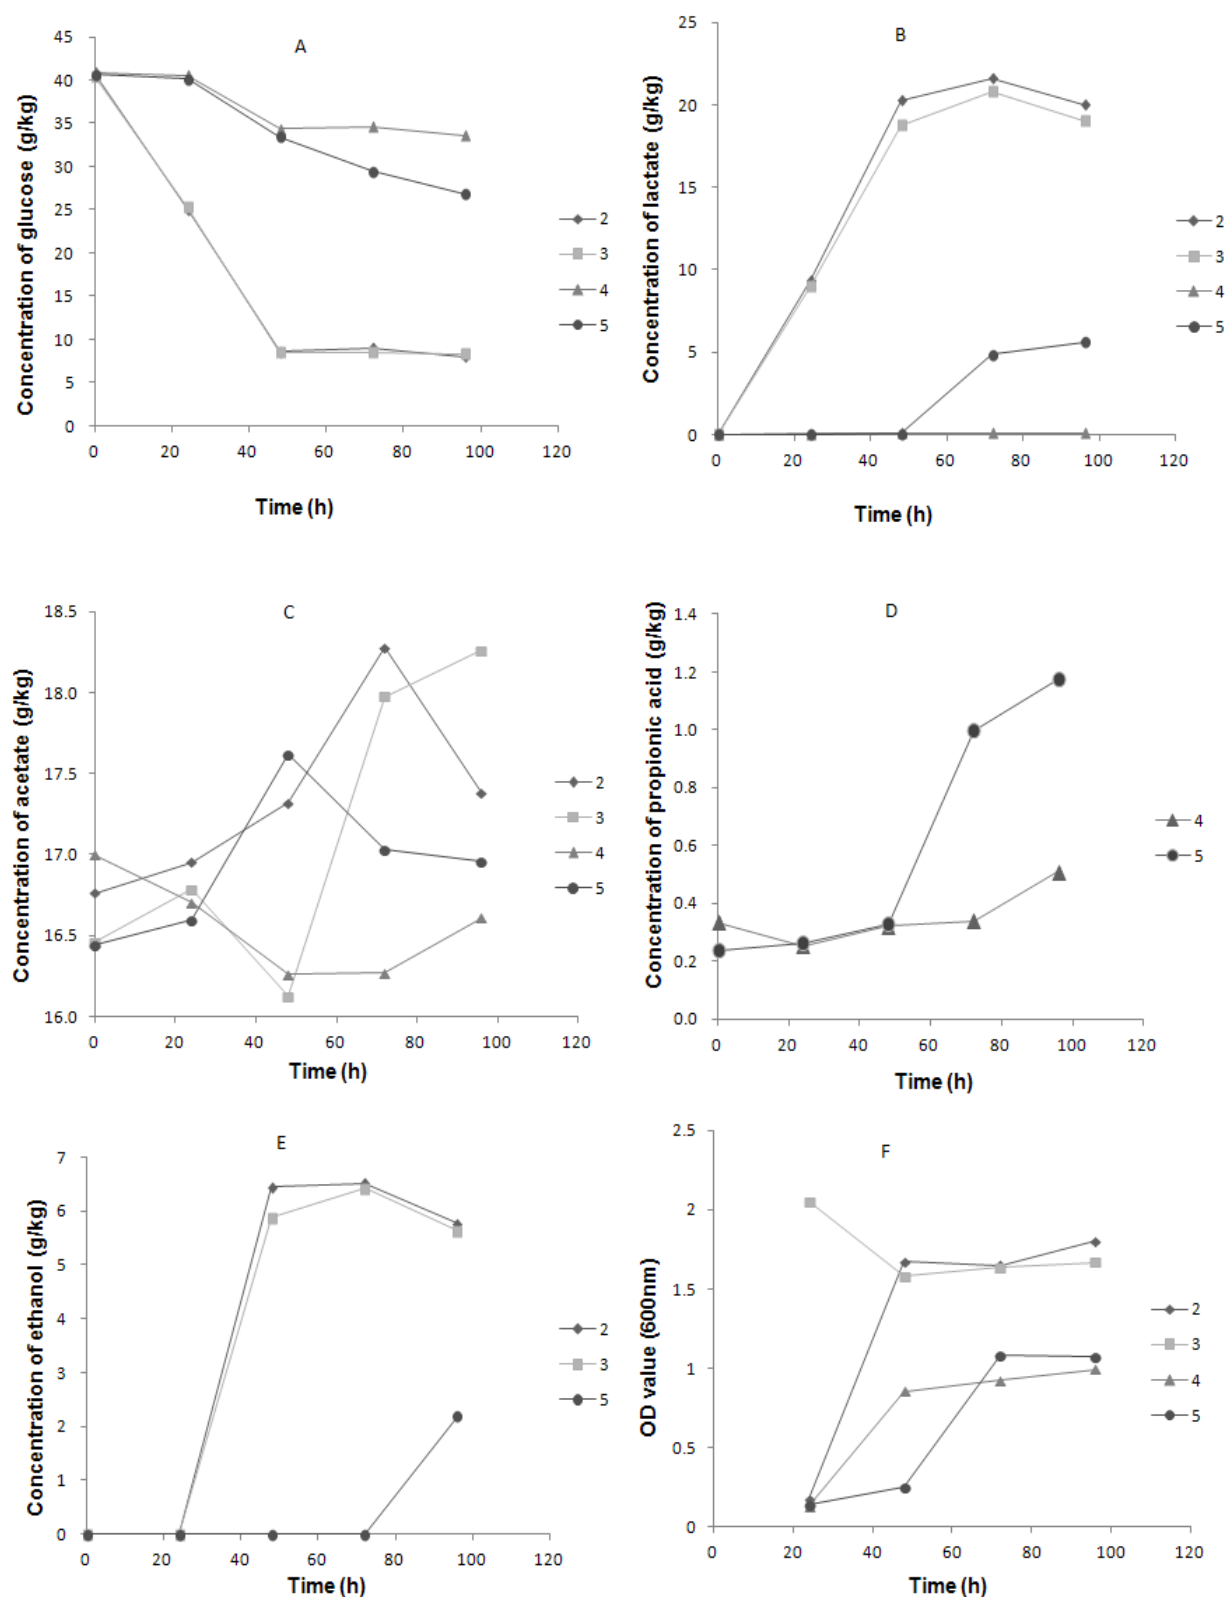 A
Concentration of glucose (g/kg)
45
40
35
30
25
20
15
10
5
0
0 20 40 60 80 100 120
Time (h)
2
3
4
5
B
Concentration of lactate (g/kg)
25
20
15
10
5
0
0 20 40 60 80 100 120
Time (h)
2
3
4
5
C
Concentration of acetate (g/kg)
18.5
18.0
17.5
17.0
16.5
16.0
0 20 40 60 80 100 120
Time (h)
2
3
4
5
D
Concentration of propionic acid (g/kg)
1.4
1.2
1.0
0.8
0.6
0.4
0.2
0.0
0 20 40 60 80 100 120
Time (h)
4
5
E
Concentration of ethanol (g/kg)
7
6
5
4
3
2
1
0
0 20 40 60 80 100 120
Time (h)
2
3
5
F
OD value (600nm)
2.5
2
1.5
1
0.5
0
0 20 40 60 80 100 120
Time (h)
2
3
4
5